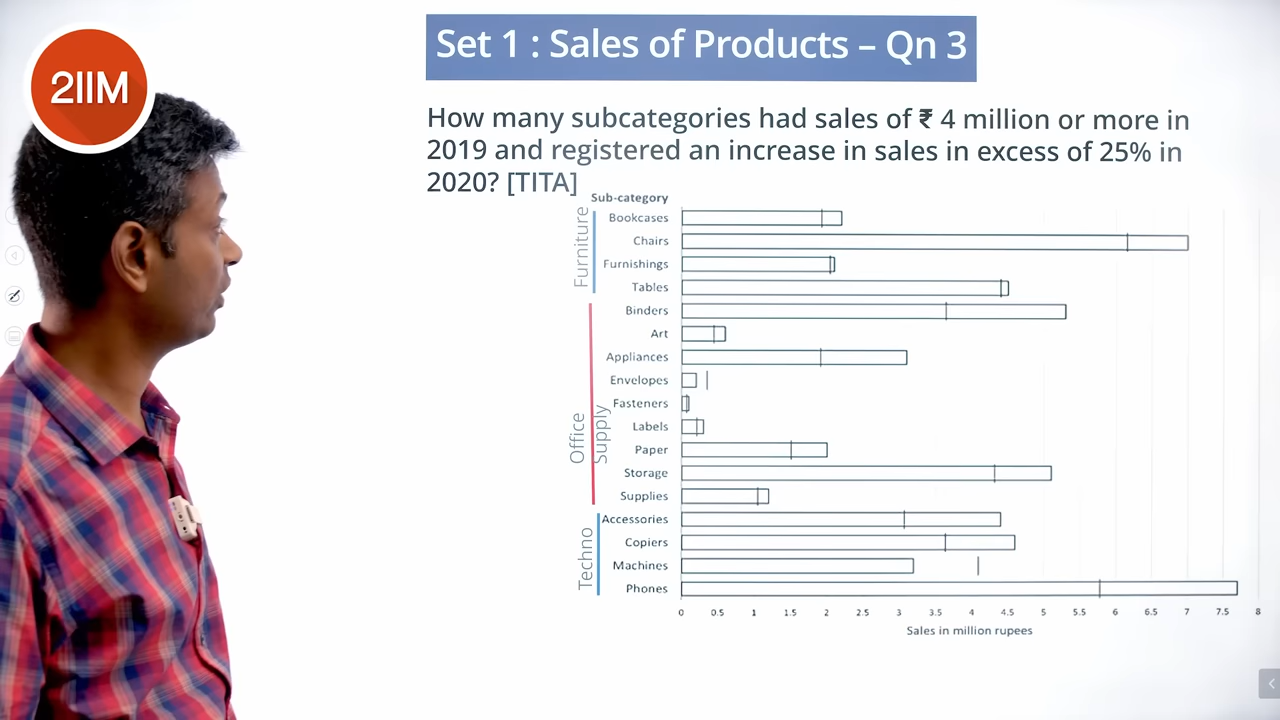 2IIM
Set 1 : Sales of Products – Qn 3
How many subcategories had sales of ₹ 4 million or more in
2019 and registered an increase in sales in excess of 25% in
2020? [TITA]
Sub-category
Furniture
Bookcases
Chairs
Furnishings
Tables
Office
Supply
Binders
Art
Appliances
Envelopes
Fasteners
Labels
Paper
Storage
Supplies
Techno
Accessories
Copiers
Machines
Phones
0 0.5 1 1.5 2 2.5 3 3.5 4 4.5 5 5.5 6 6.5 7 7.5 8
Sales in million rupees